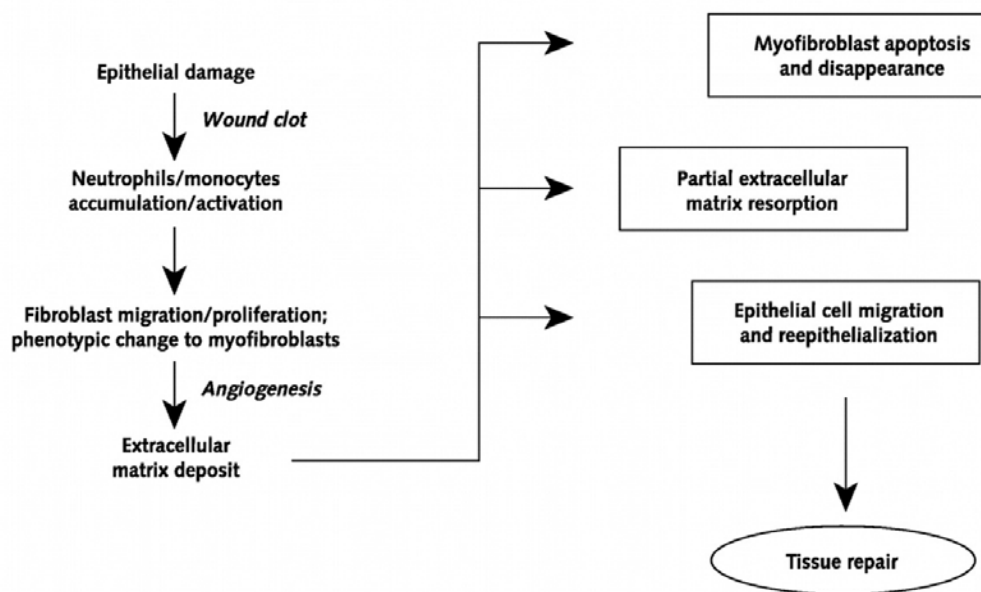 Epithelial damage
Wound clot
Neutrophils/monocytes
accumulation/activation
Fibroblast migration/proliferation;
phenotypic change to myofibroblasts
Angiogenesis
Extracellular
matrix deposit
Myofibroblast apoptosis
and disappearance
Partial extracellular
matrix resorption
Epithelial cell migration
and reepithelialization
Tissue repair